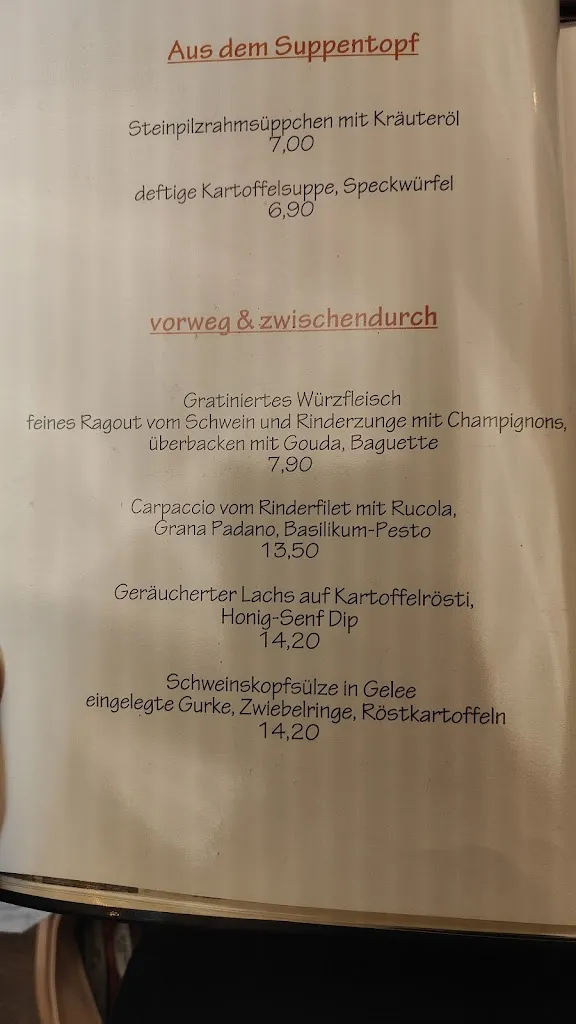 Aus dem Suppentopf
Steinpilzrahmsüppchen mit Kräuteröl
7,00
deftige Kartoffelsuppe, Speckwürfel
6,90
vorweg & zwischendurch
Gratiniertes Würzfleisch
feines Ragout vom Schwein und Rinderzunge mit Champignons,
überbacken mit Gouda, Baguette
7,90
Carpaccio vom Rinderfilet mit Rucola,
Grana Padano, Basilikum-Pesto
13,50
Geräucherter Lachs auf Kartoffelrösti,
Honig-Senf Dip
14,20
Schweinskopfsülze in Gelee
eingelegte Gurke, Zwiebelringe, Röstkartoffeln
14,20